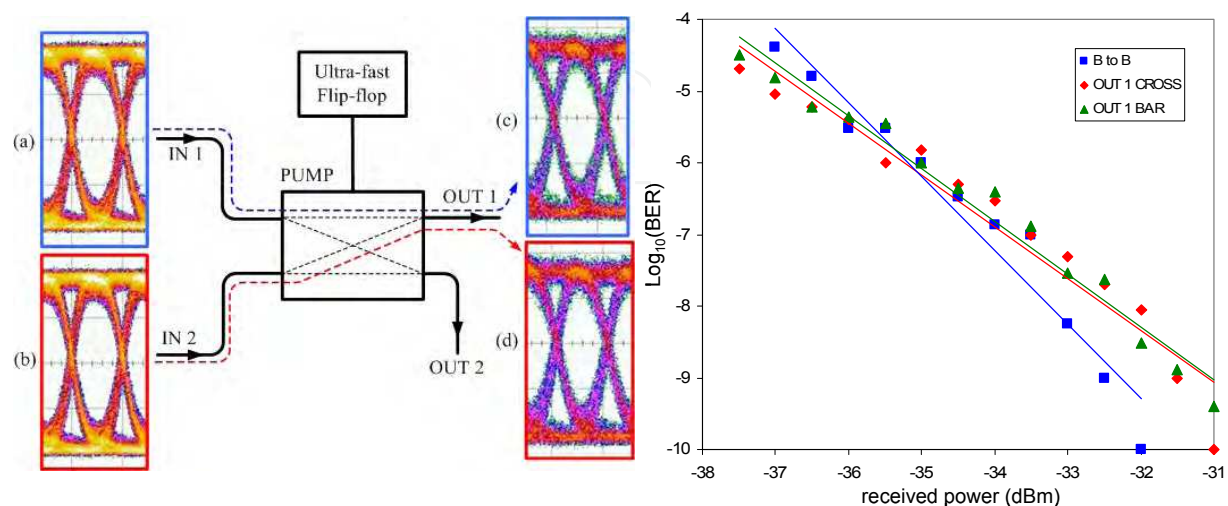 (a)
IN 1
(b)
IN 2
Ultra-fast
Flip-flop
PUMP
OUT 1
OUT 2
(c)
(d)
Log10(BER)
-4
-5
-6
-7
-8
-9
-10
-38
-37
-36
-35
-34
-33
-32
-31
received power (dBm)
B to B
OUT 1 CROSS
OUT 1 BAR